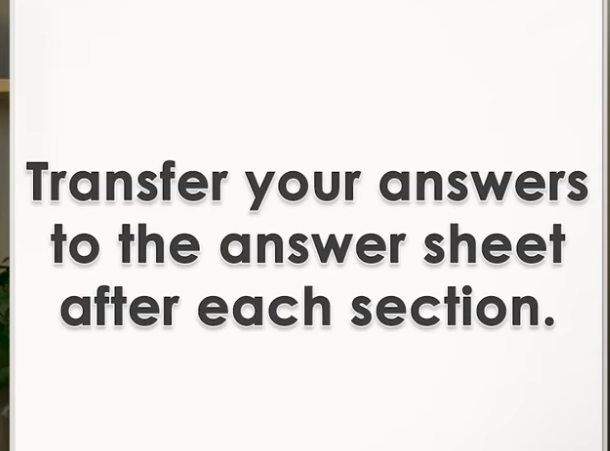 Transfer your answers
to the answer sheet
after each section.